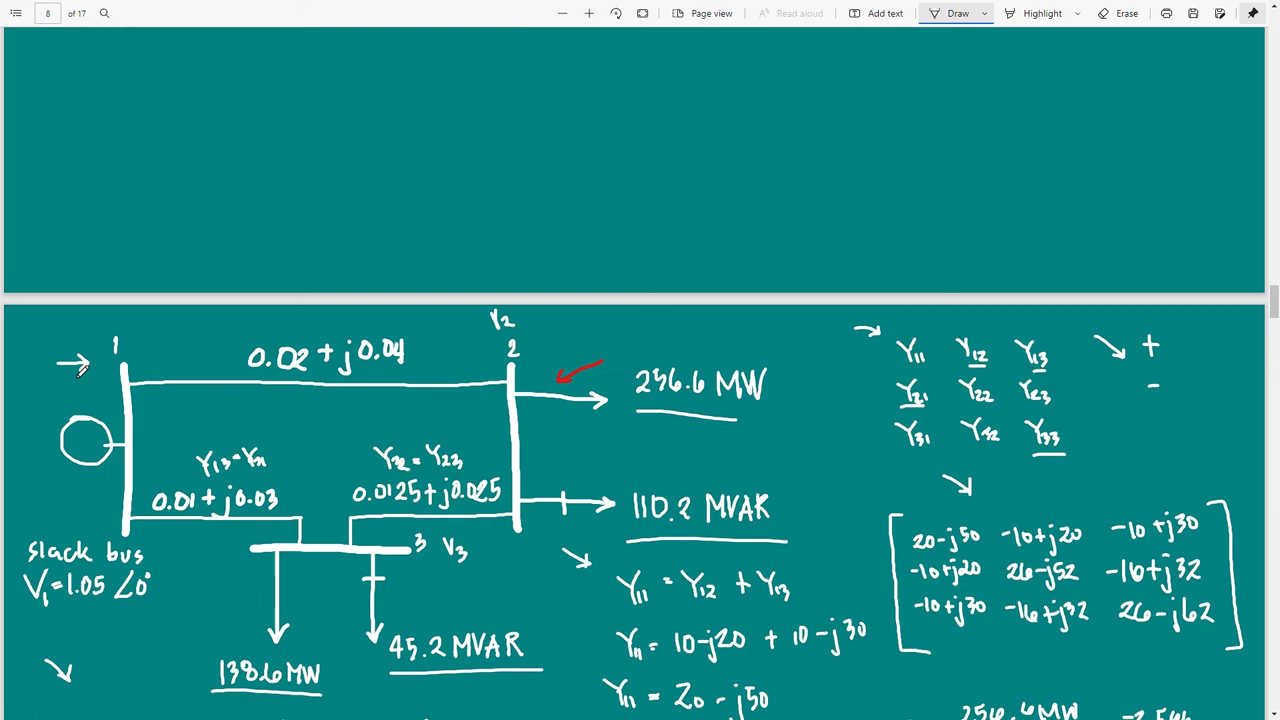 8 of 17 Page view Read aloud Add text Draw Highlight Erase
V2
1
0.02 + j0.04
2
256.6 MW
Y13=Y31
0.01 + j0.03
Y32=Y23
0.0125+j0.025
110.2 MVAR
3 V3
slack bus
V1=1.05 ∠0°
138.6 MW
45.2 MVAR
Y11 = Y12 + Y13
Y11 = 10-j20 + 10-j30
Y11 = 20 - j50
Y11 Y12 Y13 +
Y21 Y22 Y23 -
Y31 Y32 Y33
20-j50 -10+j20 -10+j30
-10+j20 26-j52 -16+j32
-10+j30 -16+j32 26-j62
256.6 MW